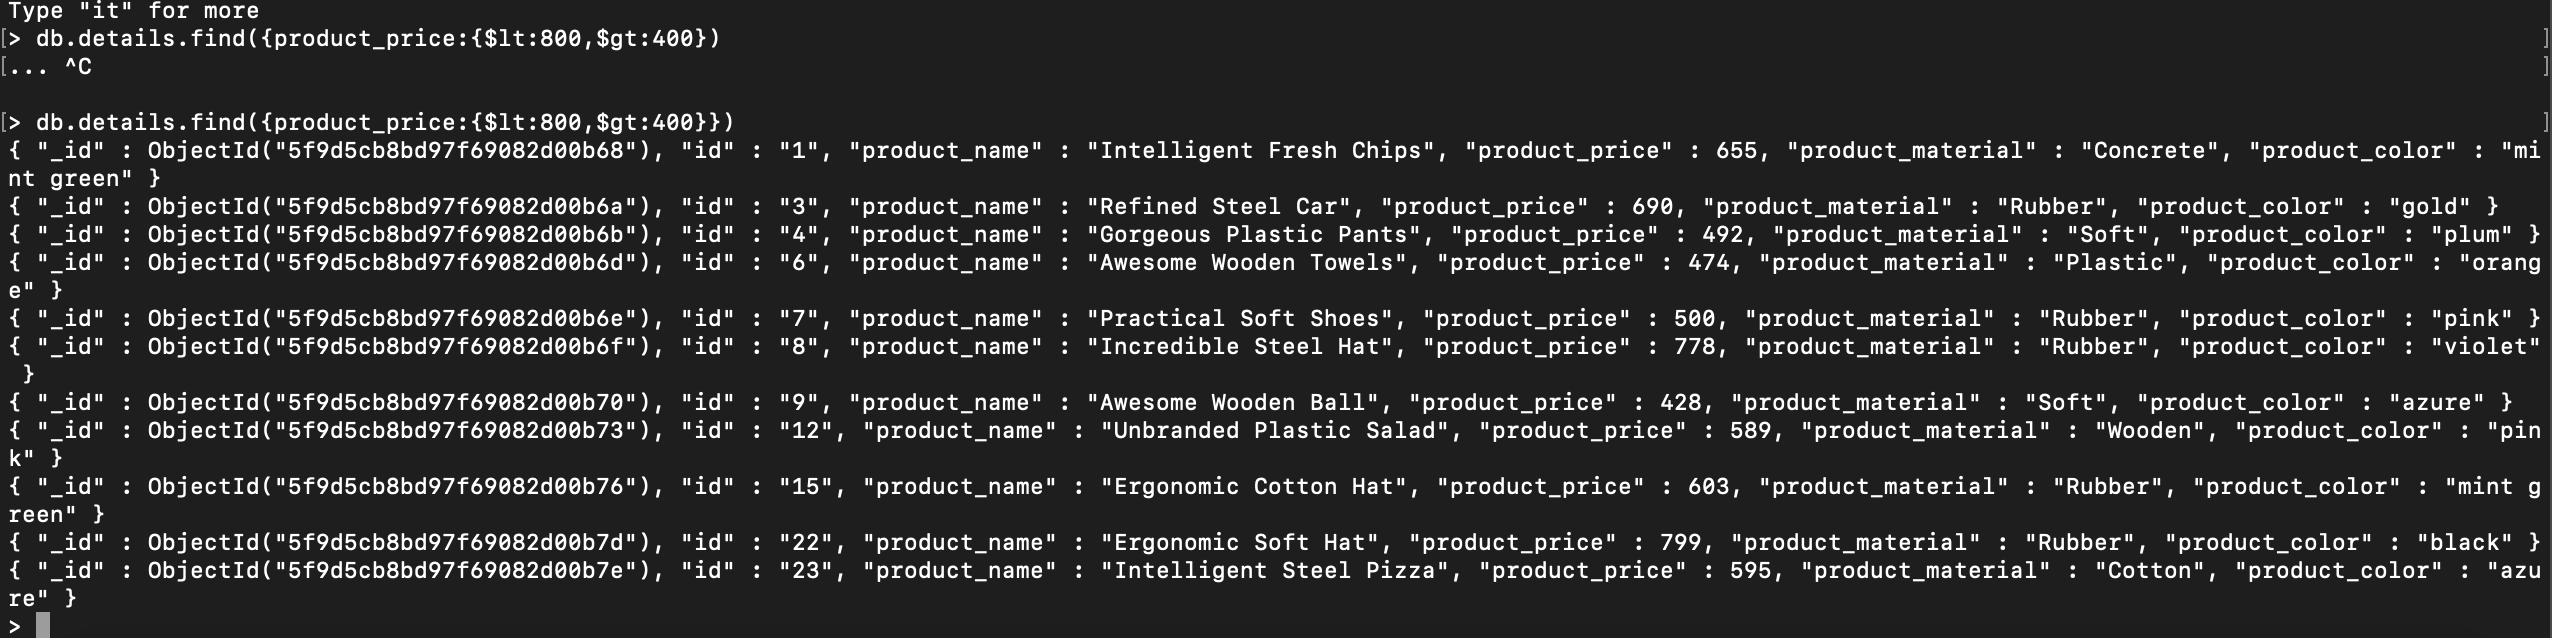 Type "it" for more
[> db.details.find({product_price:{$lt:800,$gt:400}) ]
[... ^C ]
[> db.details.find({product_price:{$lt:800,$gt:400}}) ]
{ "_id" : ObjectId("5f9d5cb8bd97f69082d00b68"), "id" : "1", "product_name" : "Intelligent Fresh Chips", "product_price" : 655, "product_material" : "Concrete", "product_color" : "mi
nt green" }
{ "_id" : ObjectId("5f9d5cb8bd97f69082d00b6a"), "id" : "3", "product_name" : "Refined Steel Car", "product_price" : 690, "product_material" : "Rubber", "product_color" : "gold" }
{ "_id" : ObjectId("5f9d5cb8bd97f69082d00b6b"), "id" : "4", "product_name" : "Gorgeous Plastic Pants", "product_price" : 492, "product_material" : "Soft", "product_color" : "plum" }
{ "_id" : ObjectId("5f9d5cb8bd97f69082d00b6d"), "id" : "6", "product_name" : "Awesome Wooden Towels", "product_price" : 474, "product_material" : "Plastic", "product_color" : "orang
e" }
{ "_id" : ObjectId("5f9d5cb8bd97f69082d00b6e"), "id" : "7", "product_name" : "Practical Soft Shoes", "product_price" : 500, "product_material" : "Rubber", "product_color" : "pink" }
{ "_id" : ObjectId("5f9d5cb8bd97f69082d00b6f"), "id" : "8", "product_name" : "Incredible Steel Hat", "product_price" : 778, "product_material" : "Rubber", "product_color" : "violet"
 }
{ "_id" : ObjectId("5f9d5cb8bd97f69082d00b70"), "id" : "9", "product_name" : "Awesome Wooden Ball", "product_price" : 428, "product_material" : "Soft", "product_color" : "azure" }
{ "_id" : ObjectId("5f9d5cb8bd97f69082d00b73"), "id" : "12", "product_name" : "Unbranded Plastic Salad", "product_price" : 589, "product_material" : "Wooden", "product_color" : "pin
k" }
{ "_id" : ObjectId("5f9d5cb8bd97f69082d00b76"), "id" : "15", "product_name" : "Ergonomic Cotton Hat", "product_price" : 603, "product_material" : "Rubber", "product_color" : "mint g
reen" }
{ "_id" : ObjectId("5f9d5cb8bd97f69082d00b7d"), "id" : "22", "product_name" : "Ergonomic Soft Hat", "product_price" : 799, "product_material" : "Rubber", "product_color" : "black" }
{ "_id" : ObjectId("5f9d5cb8bd97f69082d00b7e"), "id" : "23", "product_name" : "Intelligent Steel Pizza", "product_price" : 595, "product_material" : "Cotton", "product_color" : "azu
re" }
>